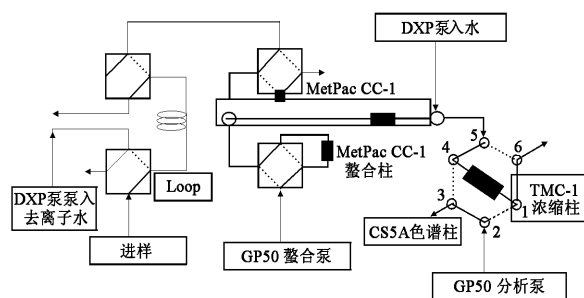 DXP泵入水
MetPac CC-1
MetPac CC-1
螯合柱
Loop
DXP泵泵入
去离子水
进样
GP50 螯合泵
5
4
6
3
1
2
TMC-1
浓缩柱
CS5A色谱柱
GP50 分析泵